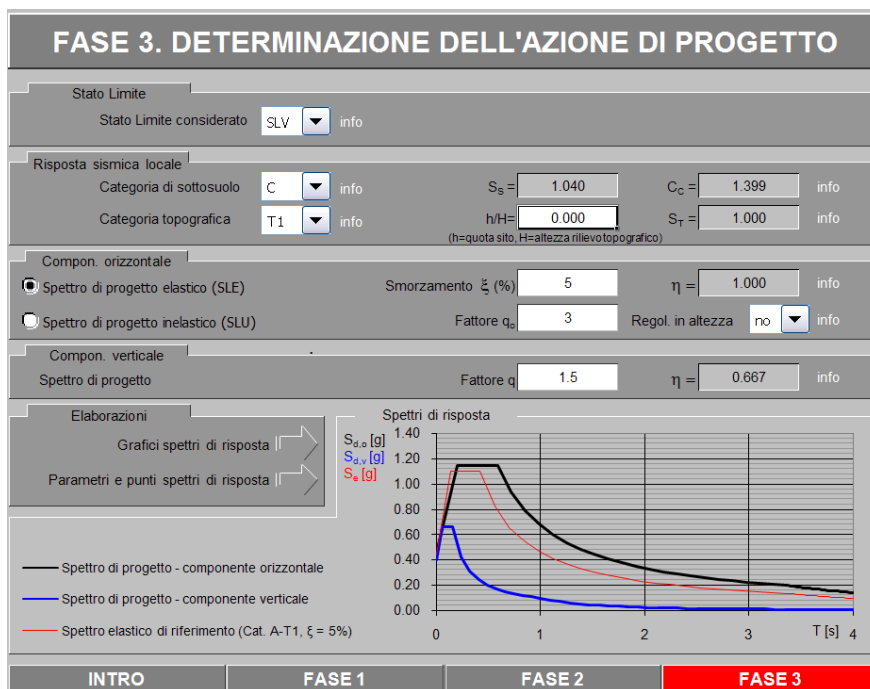 FASE 3. DETERMINAZIONE DELL'AZIONE DI PROGETTO
Stato Limite
Stato Limite considerato SLV info
Risposta sismica locale
Categoria di sottosuolo C info S_S = 1.040 C_C = 1.399 info
Categoria topografica T1 info h/H= 0.000 S_T = 1.000 info
(h=quota sito, H=altezza rilievo topografico)
Compon. orizzontale
Spettro di progetto elastico (SLE) Smorzamento ξ (%) 5 η = 1.000 info
Spettro di progetto inelastico (SLU) Fattore q_o 3 Regol. in altezza no info
Compon. verticale
Spettro di progetto Fattore q 1.5 η = 0.667 info
Elaborazioni
Grafici spettri di risposta
Parametri e punti spettri di risposta
Spettri di risposta
S_d,o [g]
S_d,v [g]
S_e [g]
1.40
1.20
1.00
0.80
0.60
0.40
0.20
0.00
0 1 2 3 T [s] 4
Spettro di progetto - componente orizzontale
Spettro di progetto - componente verticale
Spettro elastico di riferimento (Cat. A-T1, ξ = 5%)
INTRO FASE 1 FASE 2 FASE 3